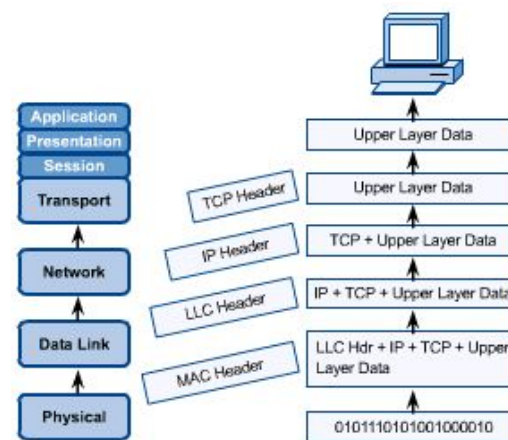 Application
Presentation
Session
Transport
Network
Data Link
Physical
TCP Header
IP Header
LLC Header
MAC Header
Upper Layer Data
Upper Layer Data
TCP + Upper Layer Data
IP + TCP + Upper Layer Data
LLC Hdr + IP + TCP + Upper
Layer Data
0101110101001000010